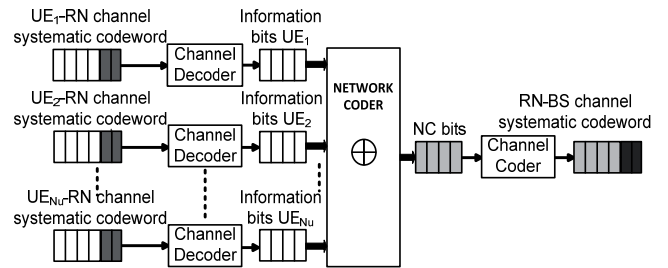 UE1-RN channel
systematic codeword
Channel
Decoder
Information
bits UE1
UE2-RN channel
systematic codeword
Channel
Decoder
Information
bits UE2
UENu-RN channel
systematic codeword
Channel
Decoder
Information
bits UENu
NETWORK
CODER
NC bits
Channel
Coder
RN-BS channel
systematic codeword